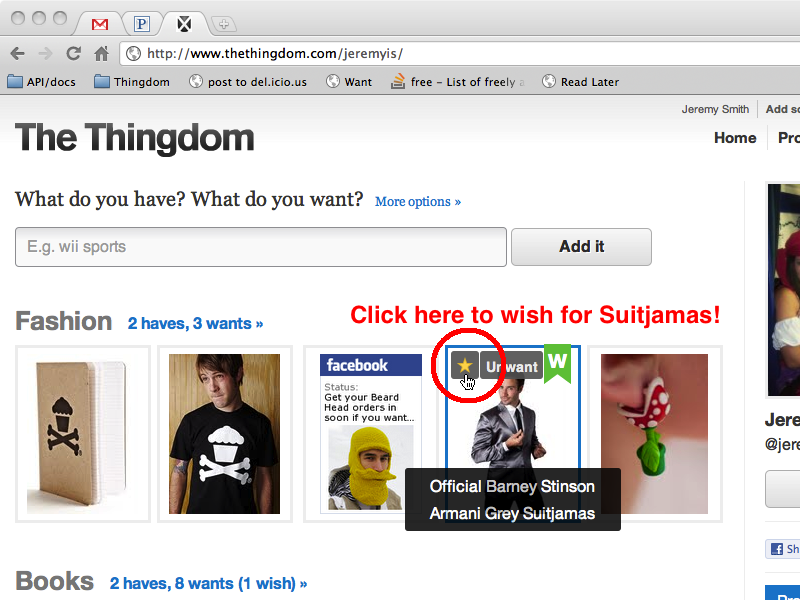 P
http://www.thethingdom.com/jeremyis/
API/docs Thingdom post to del.icio.us Want free – List of freely a Read Later
Jeremy Smith Add so
The Thingdom
Home Pro
What do you have? What do you want? More options »
E.g. wii sports
Add it
Click here to wish for Suitjamas!
Fashion 2 haves, 3 wants »
facebook
Unwant
W
Status:
Get your Beard
Head orders in
soon if you want...
Official Barney Stinson
Armani Grey Suitjamas
Jere
@jere
Sh
Books 2 haves, 8 wants (1 wish) »